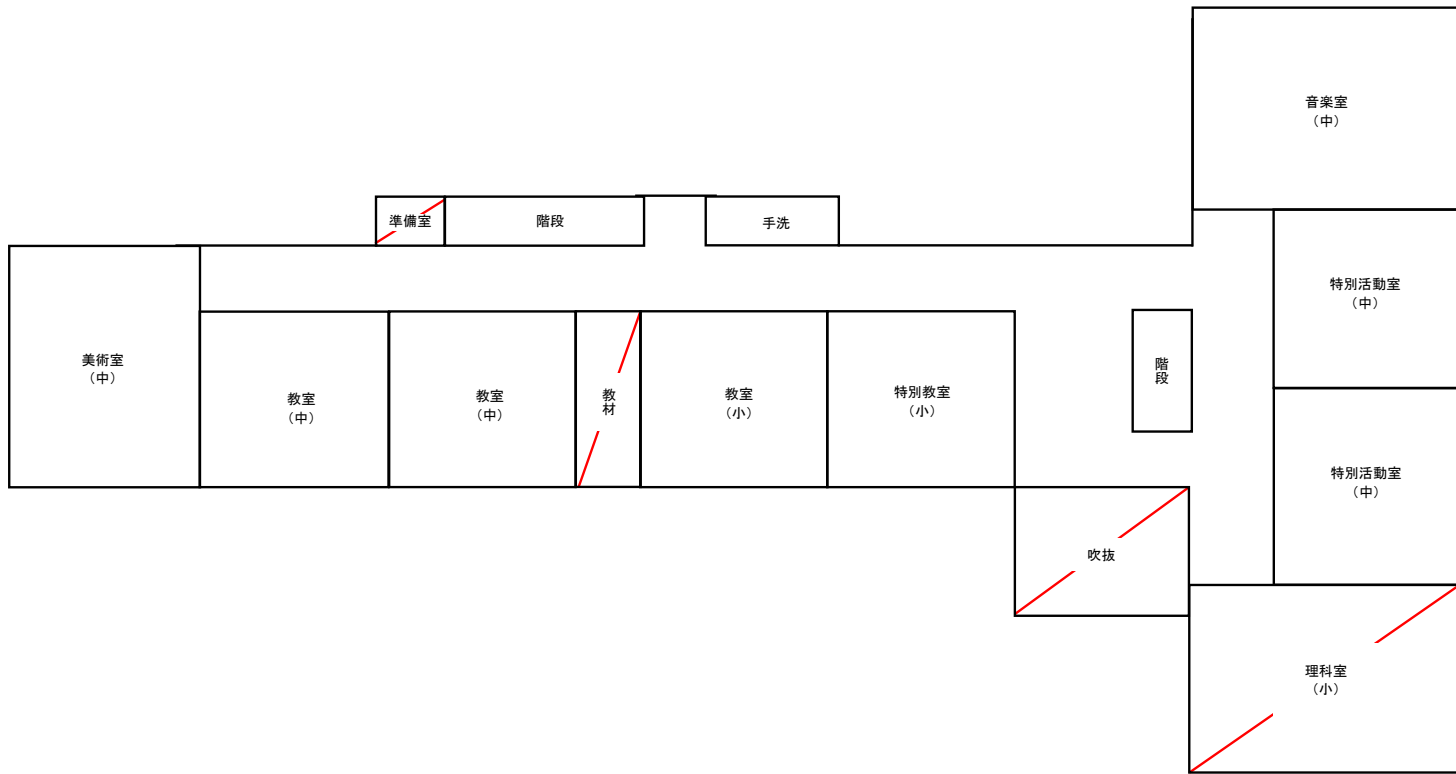 音楽室
（中）
準備室
階段
手洗
特別活動室
（中）
美術室
（中）
教室
（中）
教室
（中）
教材
教室
（小）
特別教室
（小）
階段
特別活動室
（中）
吹抜
理科室
（小）